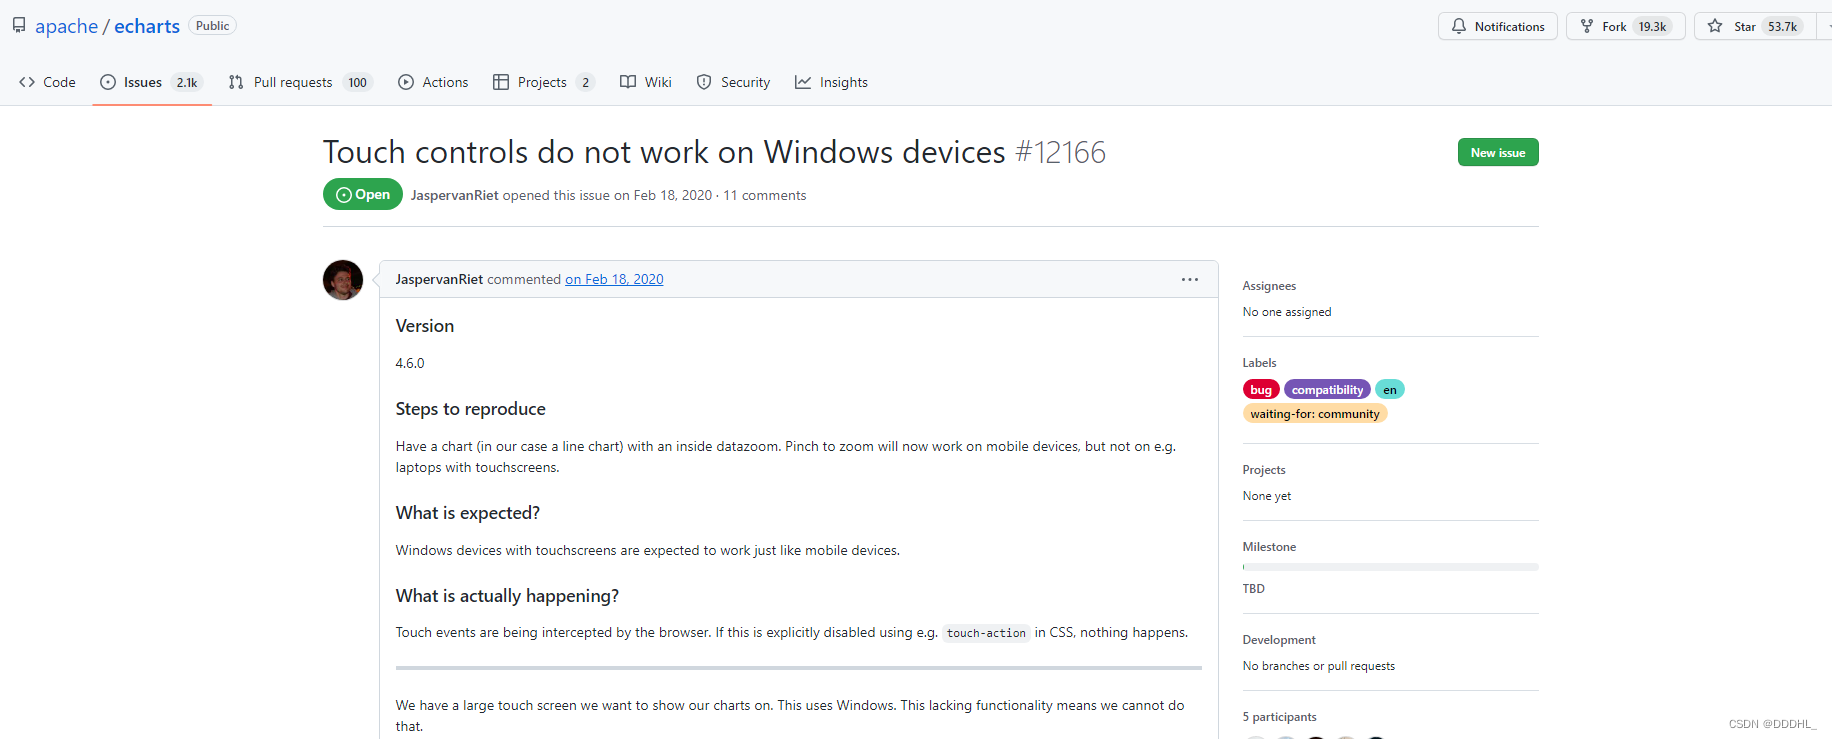 apache / echarts Public
Notifications Fork 19.3k Star 53.7k
Code Issues 2.1k Pull requests 100 Actions Projects 2 Wiki Security Insights
Touch controls do not work on Windows devices #12166
New issue
Open JaspervanRiet opened this issue on Feb 18, 2020 · 11 comments
JaspervanRiet commented on Feb 18, 2020
Version
4.6.0
Steps to reproduce
Have a chart (in our case a line chart) with an inside datazoom. Pinch to zoom will now work on mobile devices, but not on e.g.
laptops with touchscreens.
What is expected?
Windows devices with touchscreens are expected to work just like mobile devices.
What is actually happening?
Touch events are being intercepted by the browser. If this is explicitly disabled using e.g. touch-action in CSS, nothing happens.
We have a large touch screen we want to show our charts on. This uses Windows. This lacking functionality means we cannot do
that.
Assignees
No one assigned
Labels
bug compatibility en
waiting-for: community
Projects
None yet
Milestone
TBD
Development
No branches or pull requests
5 participants
CSDN @DDDHL_